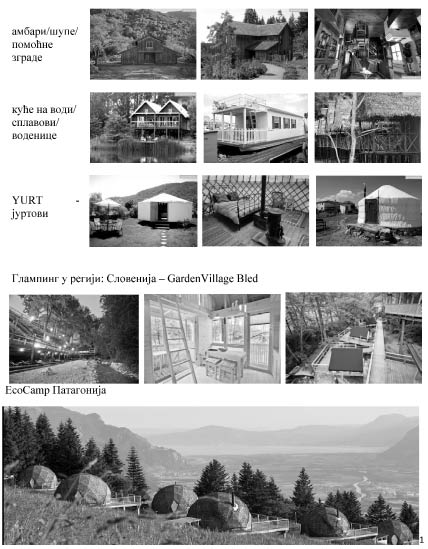 амбари/шупе/
помоћне
зграде
куће на води/
сплавови/
воденице
YURT -
јуртови
Глампинг у регији: Словенија – GardenVillage Bled
EcoCamp Патагонија
1